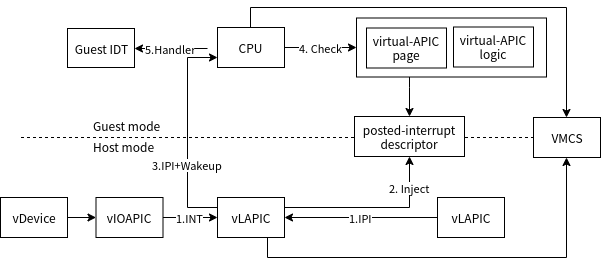 Guest IDT
5.Handler
CPU
4. Check
virtual-APIC
page
virtual-APIC
logic
Guest mode
Host mode
posted-interrupt
descriptor
VMCS
3.IPI+Wakeup
2. Inject
vDevice
vIOAPIC
1.INT
vLAPIC
1.IPI
vLAPIC